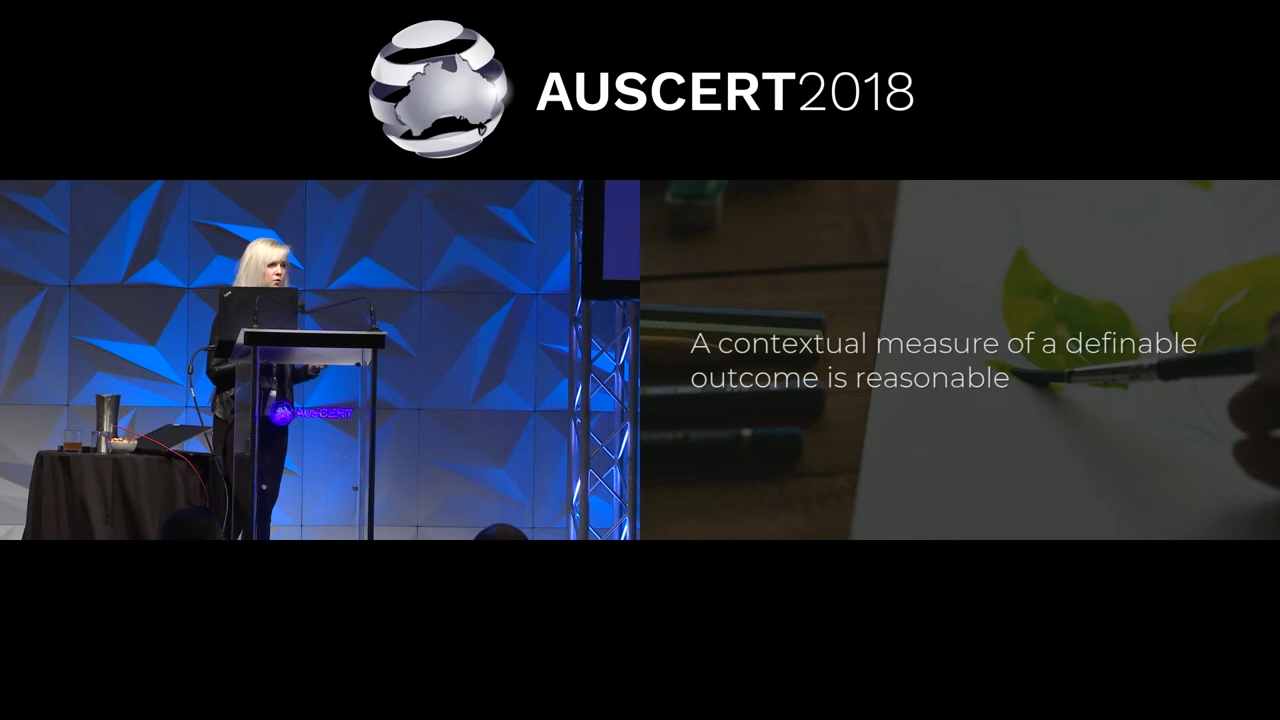 AUSCERT2018
A contextual measure of a definable
outcome is reasonable
AUSCERT